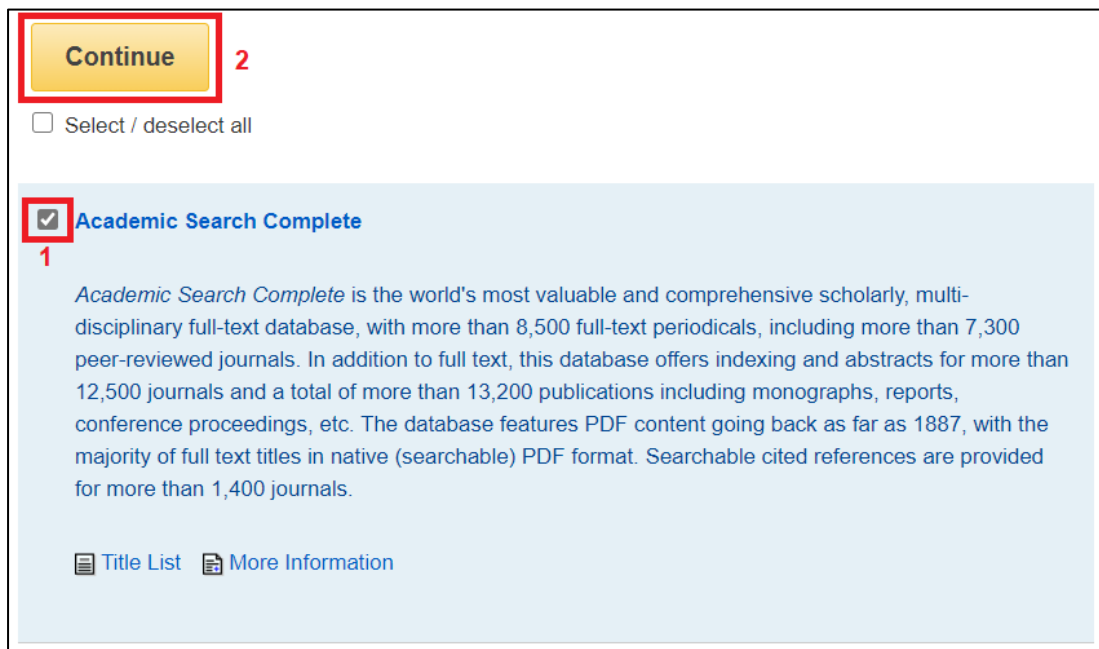 Continue 2
Select / deselect all
Academic Search Complete
1
Academic Search Complete is the world's most valuable and comprehensive scholarly, multi-
disciplinary full-text database, with more than 8,500 full-text periodicals, including more than 7,300
peer-reviewed journals. In addition to full text, this database offers indexing and abstracts for more than
12,500 journals and a total of more than 13,200 publications including monographs, reports,
conference proceedings, etc. The database features PDF content going back as far as 1887, with the
majority of full text titles in native (searchable) PDF format. Searchable cited references are provided
for more than 1,400 journals.
Title List More Information